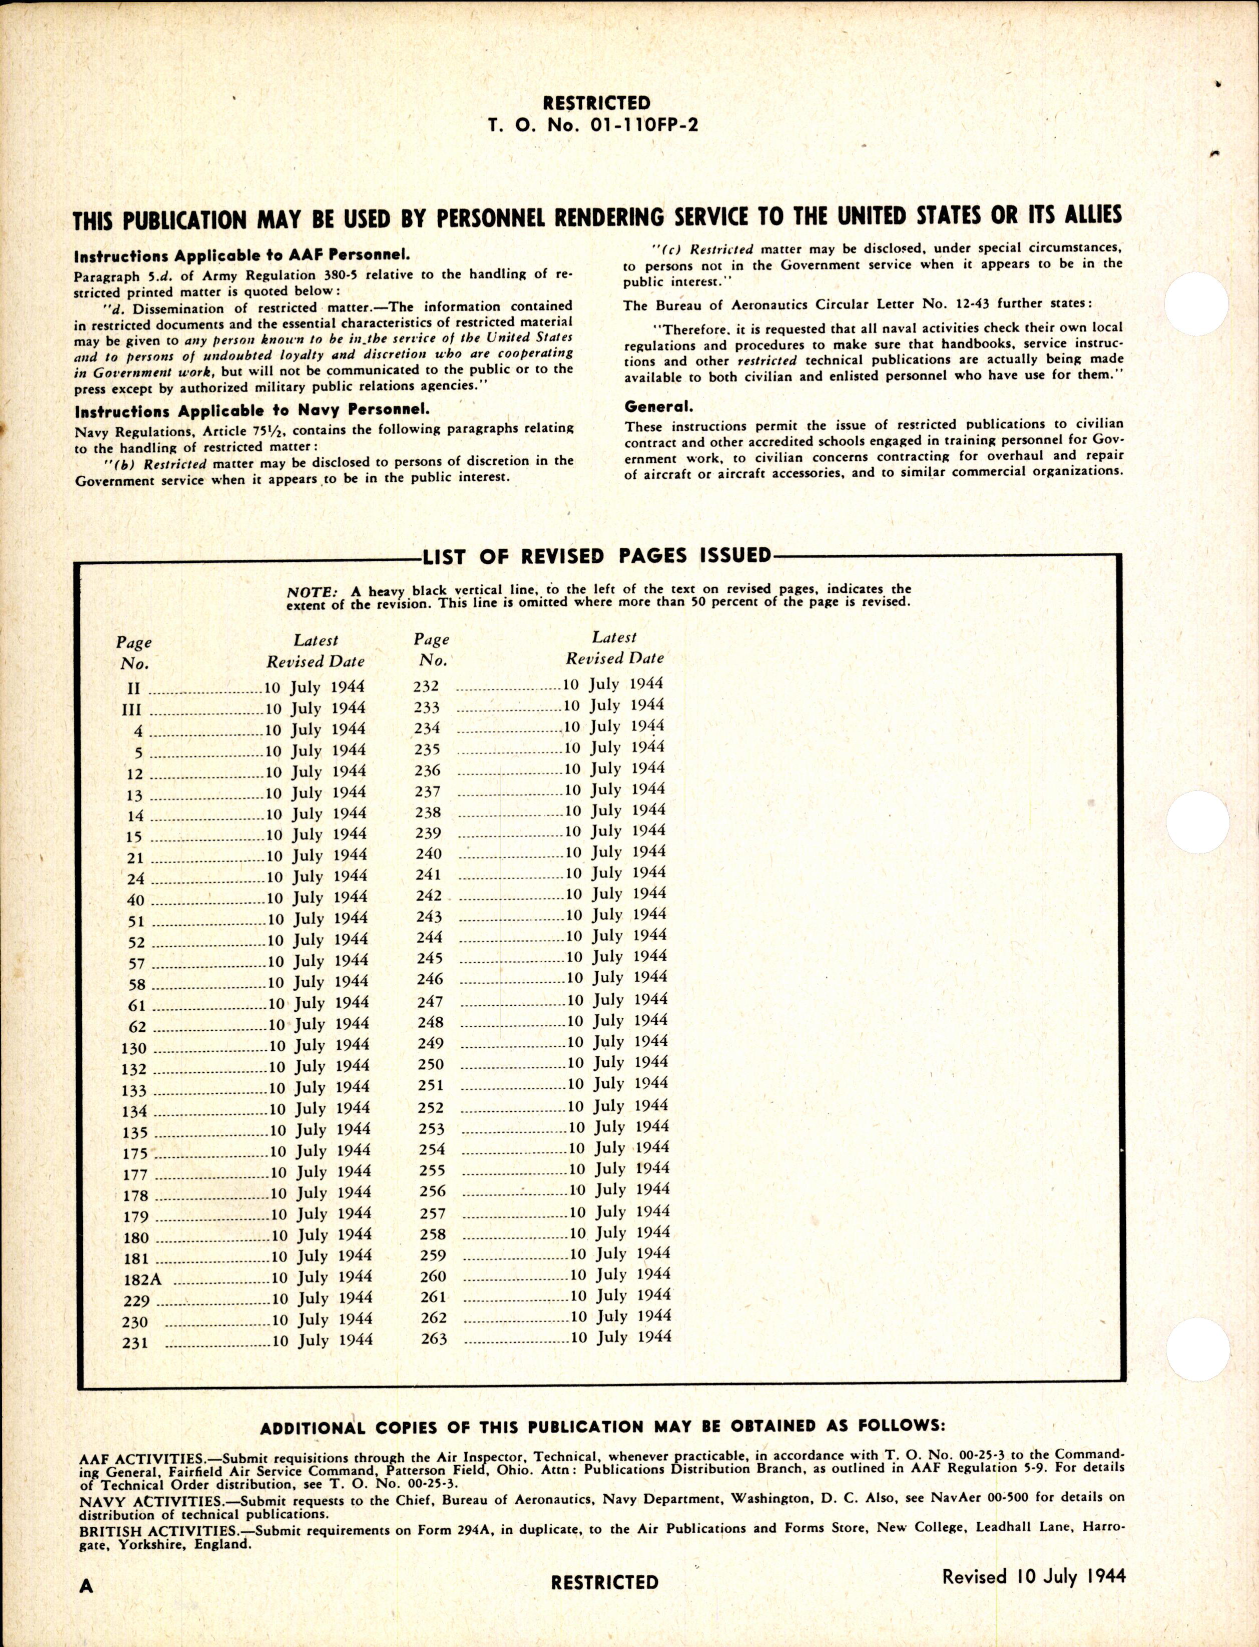 RESTRICTED
T. O. No. 01-110FP-2
THIS PUBLICATION MAY BE USED BY PERSONNEL RENDERING SERVICE TO THE UNITED STATES OR ITS ALLIES
Instructions Applicable to AAF Personnel.
Paragraph 5.d. of Army Regulation 380-5 relative to the handling of re-
stricted printed matter is quoted below:
"d. Dissemination of restricted matter.—The information contained
in restricted documents and the essential characteristics of restricted material
may be given to any person known to be in the service of the United States
and to persons of undoubted loyalty and discretion who are cooperating
in Government work, but will not be communicated to the public or to the
press except by authorized military public relations agencies."
Instructions Applicable to Navy Personnel.
Navy Regulations, Article 75½, contains the following paragraphs relating
to the handling of restricted matter:
"(b) Restricted matter may be disclosed to persons of discretion in the
Government service when it appears to be in the public interest.
"(c) Restricted matter may be disclosed, under special circumstances,
to persons not in the Government service when it appears to be in the
public interest."
The Bureau of Aeronautics Circular Letter No. 12-43 further states:
"Therefore, it is requested that all naval activities check their own local
regulations and procedures to make sure that handbooks, service instruc-
tions and other restricted technical publications are actually being made
available to both civilian and enlisted personnel who have use for them."
General.
These instructions permit the issue of restricted publications to civilian
contract and other accredited schools engaged in training personnel for Gov-
ernment work, to civilian concerns contracting for overhaul and repair
of aircraft or aircraft accessories, and to similar commercial organizations.
LIST OF REVISED PAGES ISSUED
NOTE: A heavy black vertical line, to the left of the text on revised pages, indicates the
extent of the revision. This line is omitted where more than 50 percent of the page is revised.
Page Latest
No. Revised Date
II 10 July 1944
III 10 July 1944
4 10 July 1944
5 10 July 1944
12 10 July 1944
13 10 July 1944
14 10 July 1944
15 10 July 1944
21 10 July 1944
24 10 July 1944
40 10 July 1944
51 10 July 1944
52 10 July 1944
57 10 July 1944
58 10 July 1944
61 10 July 1944
62 10 July 1944
130 10 July 1944
132 10 July 1944
133 10 July 1944
134 10 July 1944
135 10 July 1944
175 10 July 1944
177 10 July 1944
178 10 July 1944
179 10 July 1944
180 10 July 1944
181 10 July 1944
182A 10 July 1944
229 10 July 1944
230 10 July 1944
231 10 July 1944
Page Latest
No. Revised Date
232 10 July 1944
233 10 July 1944
234 10 July 1944
235 10 July 1944
236 10 July 1944
237 10 July 1944
238 10 July 1944
239 10 July 1944
240 10 July 1944
241 10 July 1944
242 10 July 1944
243 10 July 1944
244 10 July 1944
245 10 July 1944
246 10 July 1944
247 10 July 1944
248 10 July 1944
249 10 July 1944
250 10 July 1944
251 10 July 1944
252 10 July 1944
253 10 July 1944
254 10 July 1944
255 10 July 1944
256 10 July 1944
257 10 July 1944
258 10 July 1944
259 10 July 1944
260 10 July 1944
261 10 July 1944
262 10 July 1944
263 10 July 1944
ADDITIONAL COPIES OF THIS PUBLICATION MAY BE OBTAINED AS FOLLOWS:
AAF ACTIVITIES.—Submit requisitions through the Air Inspector, Technical, whenever practicable, in accordance with T. O. No. 00-25-3 to the Command-
ing General, Fairfield Air Service Command, Patterson Field, Ohio. Attn: Publications Distribution Branch, as outlined in AAF Regulation 5-9. For details
of Technical Order distribution, see T. O. No. 00-25-3.
NAVY ACTIVITIES.—Submit requests to the Chief, Bureau of Aeronautics, Navy Department, Washington, D. C. Also, see NavAer 00-500 for details on
distribution of technical publications.
BRITISH ACTIVITIES.—Submit requirements on Form 294A, in duplicate, to the Air Publications and Forms Store, New College, Leadhall Lane, Harro-
gate, Yorkshire, England.
A RESTRICTED Revised 10 July 1944